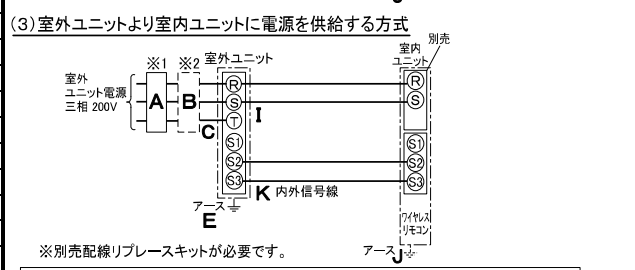 (3)室外ユニットより室内ユニットに電源を供給する方式
※1 ※2 室外ユニット
室内
ユニット
別売
室外
ユニット電源
三相 200V
A
B
C
R
S
T
S1
S2
S3
I
K 内外信号線
R
S
S1
S2
S3
アース
E
ワイヤレス
リモコン
アース
J
※別売配線リプレースキットが必要です。